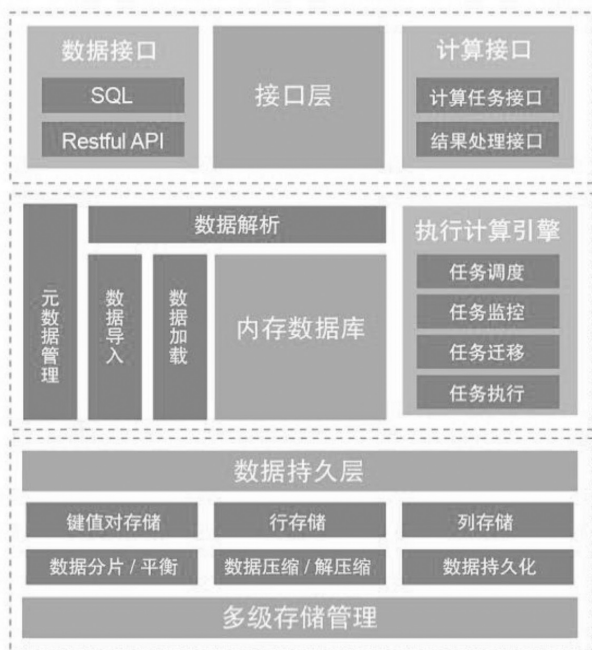 数据接口
SQL
Restful API
接口层
计算接口
计算任务接口
结果处理接口
元数据管理
数据解析
数据导入
数据加载
内存数据库
执行计算引擎
任务调度
任务监控
任务迁移
任务执行
数据持久层
键值对存储
行存储
列存储
数据分片 / 平衡
数据压缩 / 解压缩
数据持久化
多级存储管理